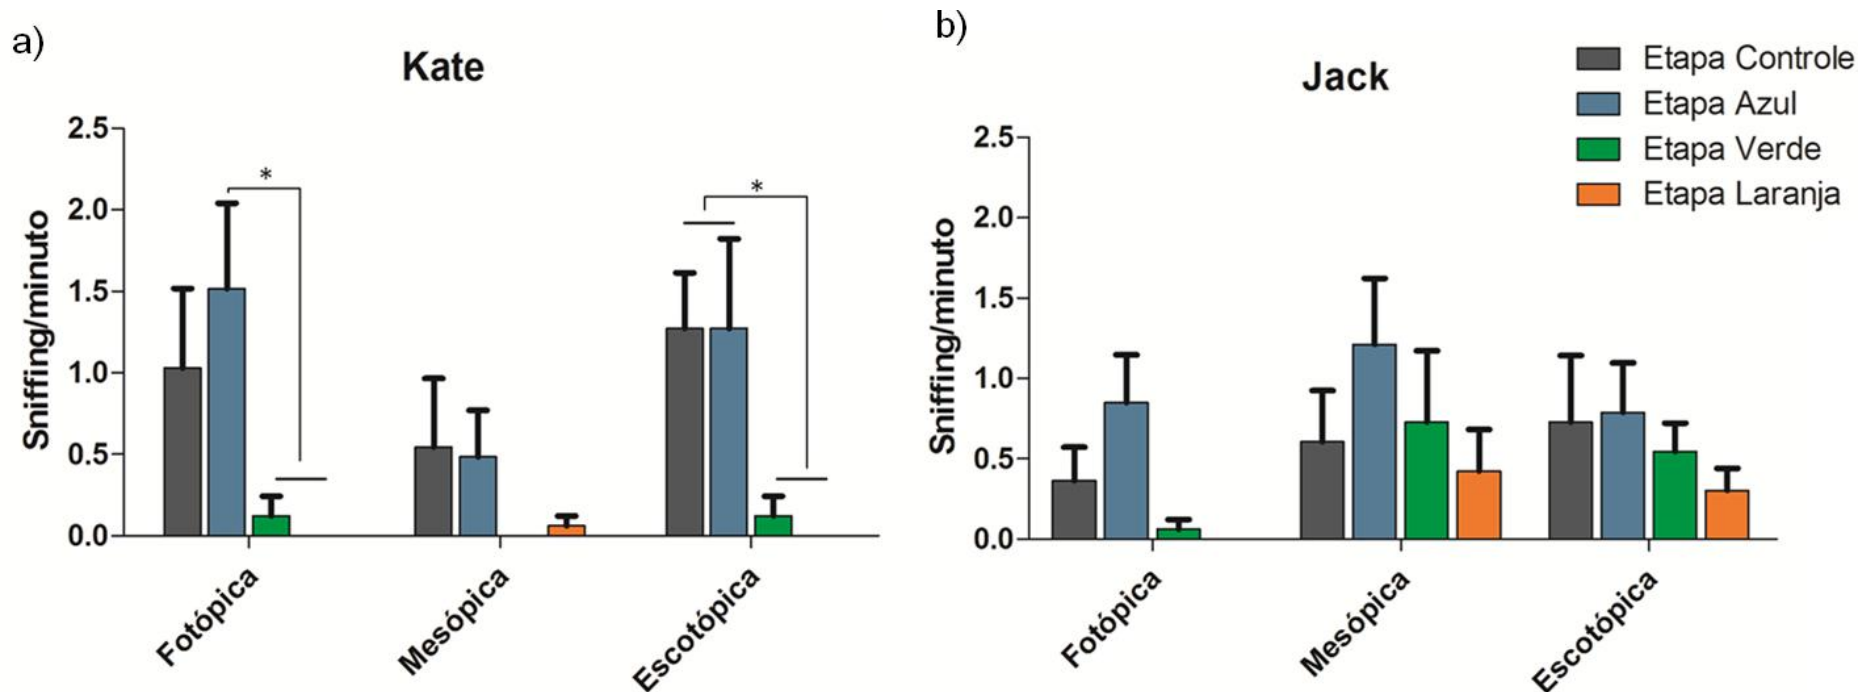 a)
Kate
Sniffing/minuto
2.5
2.0
1.5
1.0
0.5
0.0
*
*
Fotópica
Mesópica
Escotópica
b)
Jack
Sniffing/minuto
2.5
2.0
1.5
1.0
0.5
0.0
Fotópica
Mesópica
Escotópica
Etapa Controle
Etapa Azul
Etapa Verde
Etapa Laranja